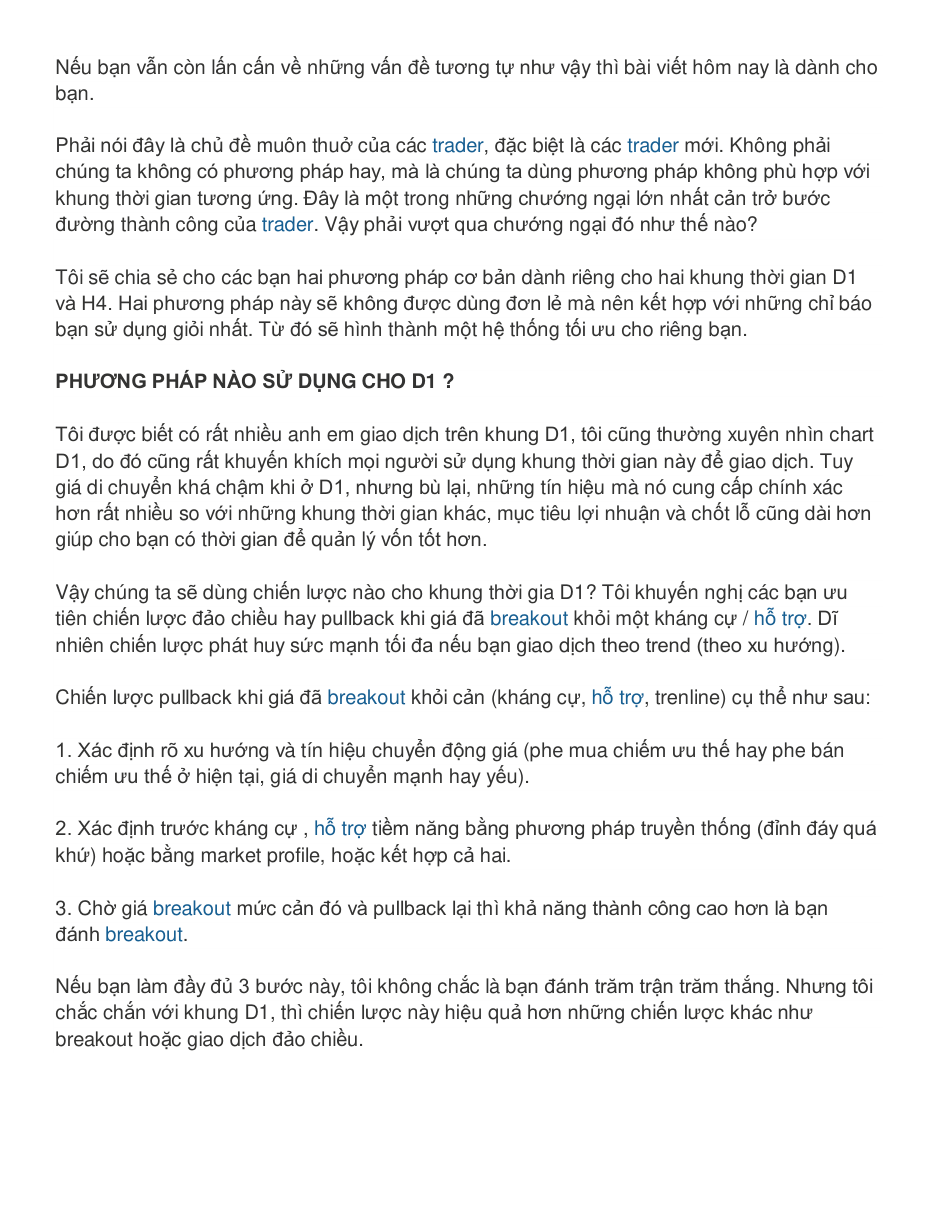 Nếu bạn vẫn còn lấn cấn về những vấn đề tương tự như vậy thì bài viết hôm nay là dành cho
bạn.
Phải nói đây là chủ đề muôn thuở của các trader, đặc biệt là các trader mới. Không phải
chúng ta không có phương pháp hay, mà là chúng ta dùng phương pháp không phù hợp với
khung thời gian tương ứng. Đây là một trong những chướng ngại lớn nhất cản trở bước
đường thành công của trader. Vậy phải vượt qua chướng ngại đó như thế nào?
Tôi sẽ chia sẻ cho các bạn hai phương pháp cơ bản dành riêng cho hai khung thời gian D1
và H4. Hai phương pháp này sẽ không được dùng đơn lẻ mà nên kết hợp với những chỉ báo
bạn sử dụng giỏi nhất. Từ đó sẽ hình thành một hệ thống tối ưu cho riêng bạn.
PHƯƠNG PHÁP NÀO SỬ DỤNG CHO D1 ?
Tôi được biết có rất nhiều anh em giao dịch trên khung D1, tôi cũng thường xuyên nhìn chart
D1, do đó cũng rất khuyến khích mọi người sử dụng khung thời gian này để giao dịch. Tuy
giá di chuyển khá chậm khi ở D1, nhưng bù lại, những tín hiệu mà nó cung cấp chính xác
hơn rất nhiều so với những khung thời gian khác, mục tiêu lợi nhuận và chốt lỗ cũng dài hơn
giúp cho bạn có thời gian để quản lý vốn tốt hơn.
Vậy chúng ta sẽ dùng chiến lược nào cho khung thời gia D1? Tôi khuyến nghị các bạn ưu
tiên chiến lược đảo chiều hay pullback khi giá đã breakout khỏi một kháng cự / hỗ trợ. Dĩ
nhiên chiến lược phát huy sức mạnh tối đa nếu bạn giao dịch theo trend (theo xu hướng).
Chiến lược pullback khi giá đã breakout khỏi cản (kháng cự, hỗ trợ, trenline) cụ thể như sau:
1. Xác định rõ xu hướng và tín hiệu chuyển động giá (phe mua chiếm ưu thế hay phe bán
chiếm ưu thế ở hiện tại, giá di chuyển mạnh hay yếu).
2. Xác định trước kháng cự , hỗ trợ tiềm năng bằng phương pháp truyền thống (đỉnh đáy quá
khứ) hoặc bằng market profile, hoặc kết hợp cả hai.
3. Chờ giá breakout mức cản đó và pullback lại thì khả năng thành công cao hơn là bạn
đánh breakout.
Nếu bạn làm đầy đủ 3 bước này, tôi không chắc là bạn đánh trăm trận trăm thắng. Nhưng tôi
chắc chắn với khung D1, thì chiến lược này hiệu quả hơn những chiến lược khác như
breakout hoặc giao dịch đảo chiều.